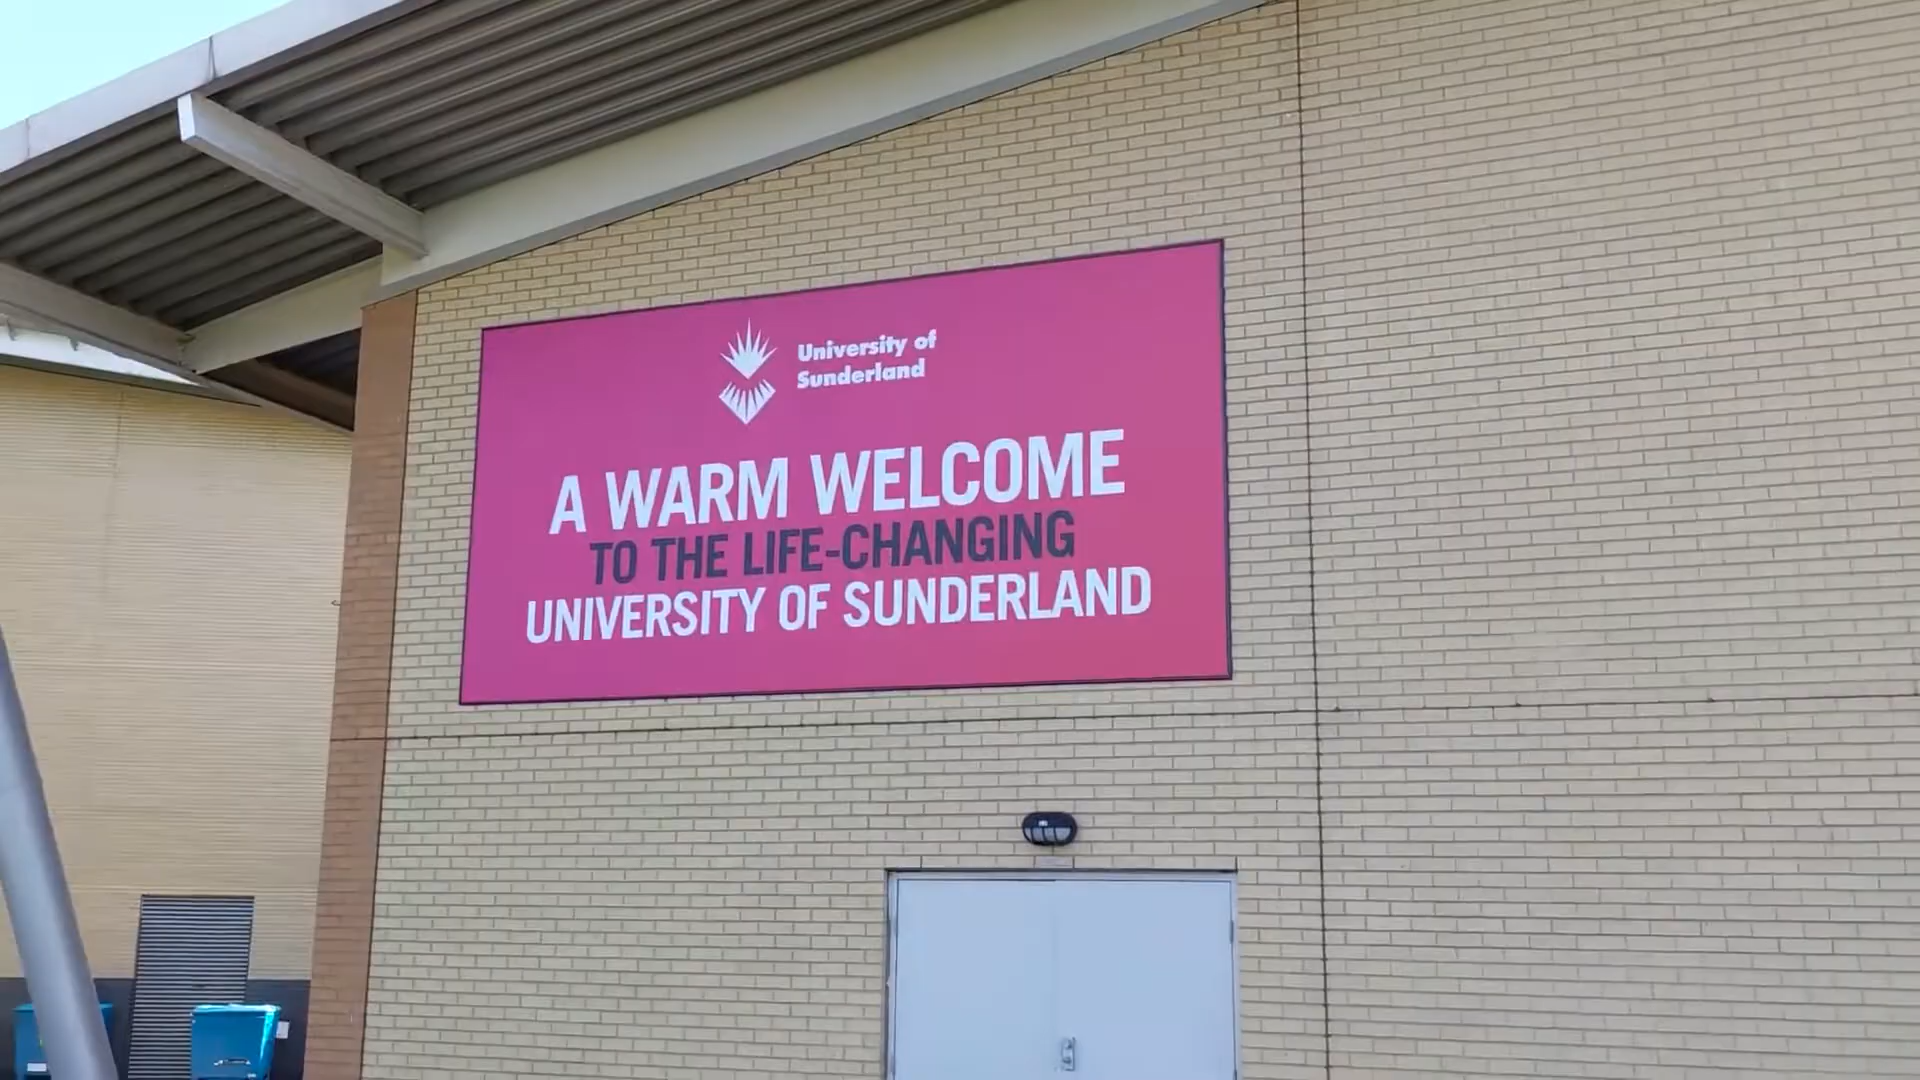 University of
Sunderland
A WARM WELCOME
TO THE LIFE-CHANGING
UNIVERSITY OF SUNDERLAND